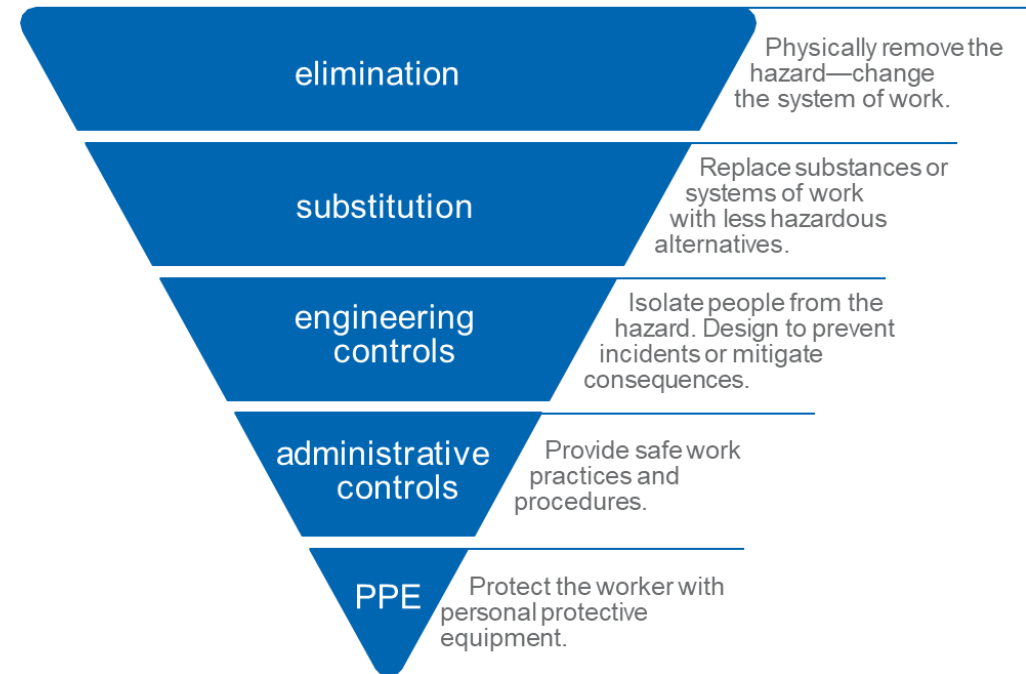 elimination
Physically remove the
hazard—change
the system of work.
substitution
Replace substances or
systems of work
with less hazardous
alternatives.
engineering
controls
Isolate people from the
hazard. Design to prevent
incidents or mitigate
consequences.
administrative
controls
Provide safe work
practices and
procedures.
PPE
Protect the worker with
personal protective
equipment.